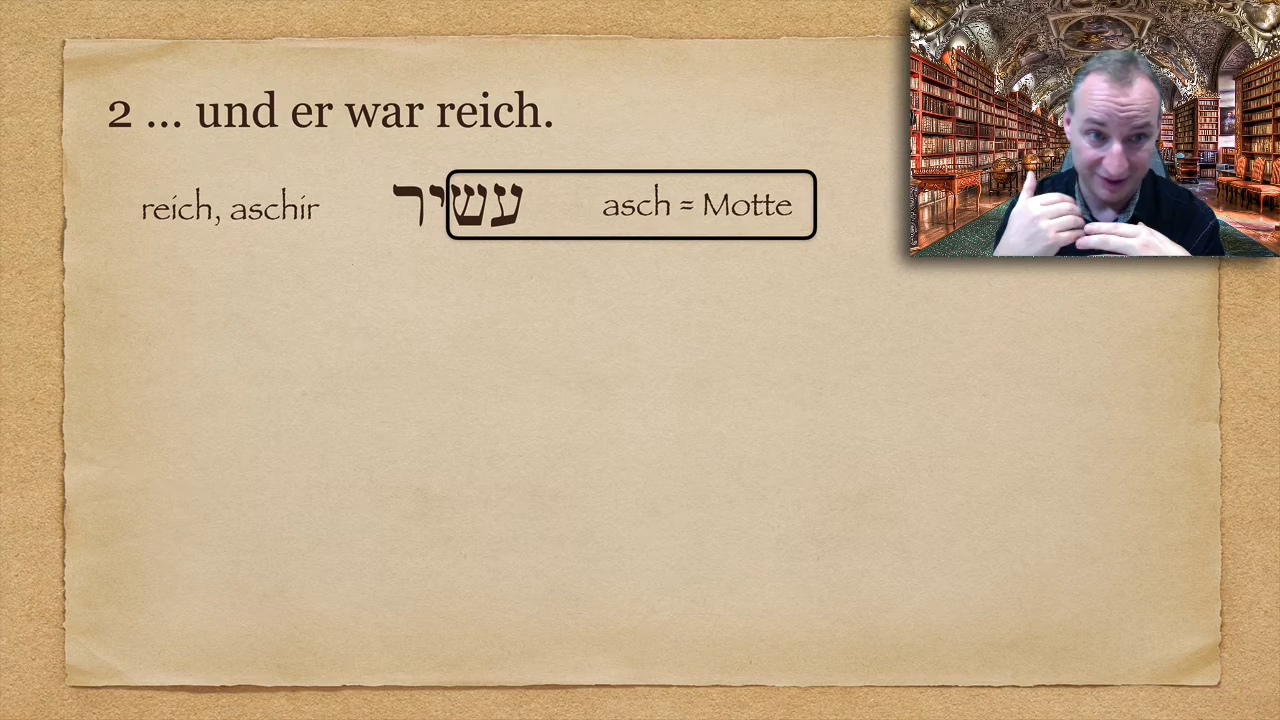 2 ... und er war reich.
reich, aschir עשיר asch = Motte